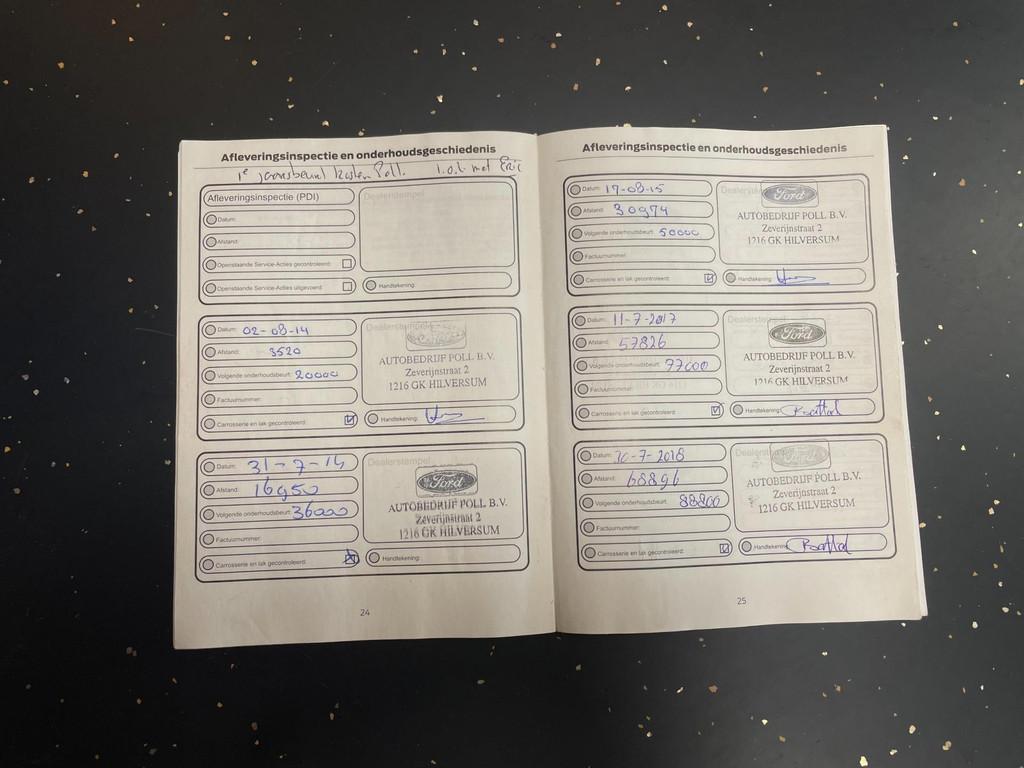 Afleveringsinspectie en onderhoudsgeschiedenis
1e jaarsbeurt kosten Poll. i.o.b met Eric
Afleveringsinspectie (PDI)
Dealerstempel
Datum:
Afstand:
Openstaande Service-Acties gecontroleerd:
Openstaande Service-Acties uitgevoerd:
Handtekening:
Datum: 02-08-14
Afstand: 3520
Volgende onderhoudsbeurt: 20000
Factuurnummer:
Carrosserie en lak gecontroleerd:
Dealerstempel
Ford
AUTOBEDRIJF POLL B.V.
Zeverijnstraat 2
1216 GK HILVERSUM
Handtekening:
Datum: 31-7-14
Afstand: 16950
Volgende onderhoudsbeurt: 36000
Factuurnummer:
Carrosserie en lak gecontroleerd:
Dealerstempel
Ford
AUTOBEDRIJF POLL B.V.
Zeverijnstraat 2
1216 GK HILVERSUM
Handtekening:
24
Afleveringsinspectie en onderhoudsgeschiedenis
Datum: 17-08-15
Afstand: 30974
Volgende onderhoudsbeurt: 50000
Factuurnummer:
Carrosserie en lak gecontroleerd:
Ford
AUTOBEDRIJF POLL B.V.
Zeverijnstraat 2
1216 GK HILVERSUM
Handtekening:
Datum: 11-7-2017
Afstand: 57826
Volgende onderhoudsbeurt: 77000
Factuurnummer:
Carrosserie en lak gecontroleerd:
Dealerstempel
Ford
AUTOBEDRIJF POLL B.V.
Zeverijnstraat 2
1216 GK HILVERSUM
Handtekening:
Datum: 30-7-2018
Afstand: 68896
Volgende onderhoudsbeurt: 88800
Factuurnummer:
Carrosserie en lak gecontroleerd:
Ford
AUTOBEDRIJF POLL B.V.
Zeverijnstraat 2
1216 GK HILVERSUM
Handtekening:
25